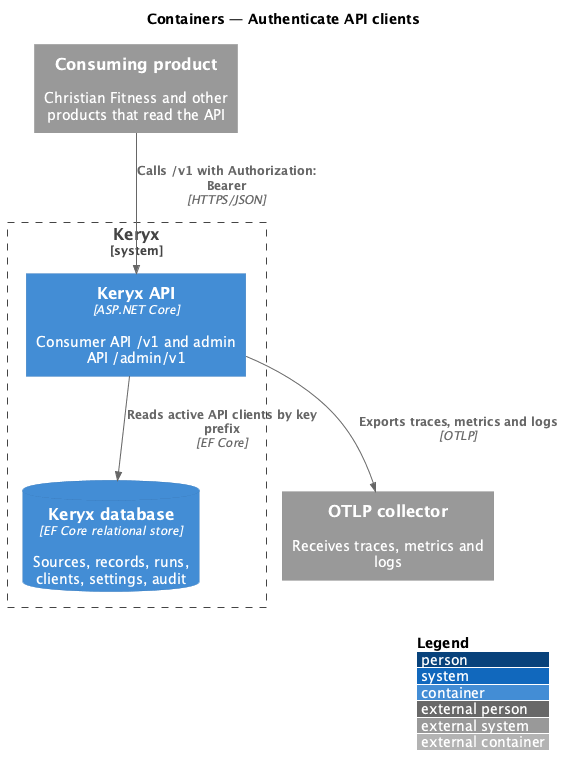 Containers — Authenticate API clients
Consuming product
Christian Fitness and other
products that read the API
Calls /v1 with Authorization:
Bearer
[HTTPS/JSON]
Keryx
[system]
Keryx API
[ASP.NET Core]
Consumer API /v1 and admin
API /admin/v1
Reads active API clients by key
prefix
[EF Core]
Exports traces, metrics and logs
[OTLP]
Keryx database
[EF Core relational store]
Sources, records, runs,
clients, settings, audit
OTLP collector
Receives traces, metrics and
logs
Legend
person
system
container
external person
external system
external container